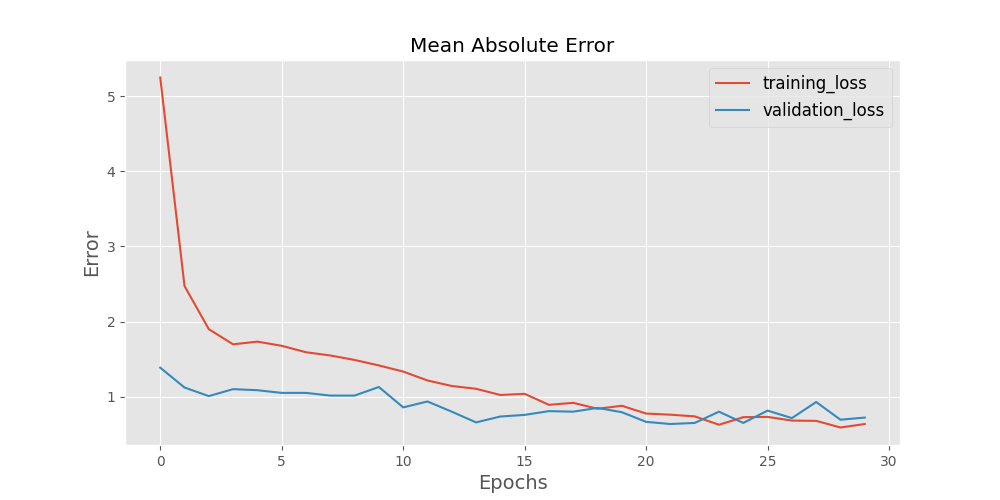 Mean Absolute Error
training_loss
validation_loss
5
4
3
2
1
Error
0 5 10 15 20 25 30
Epochs